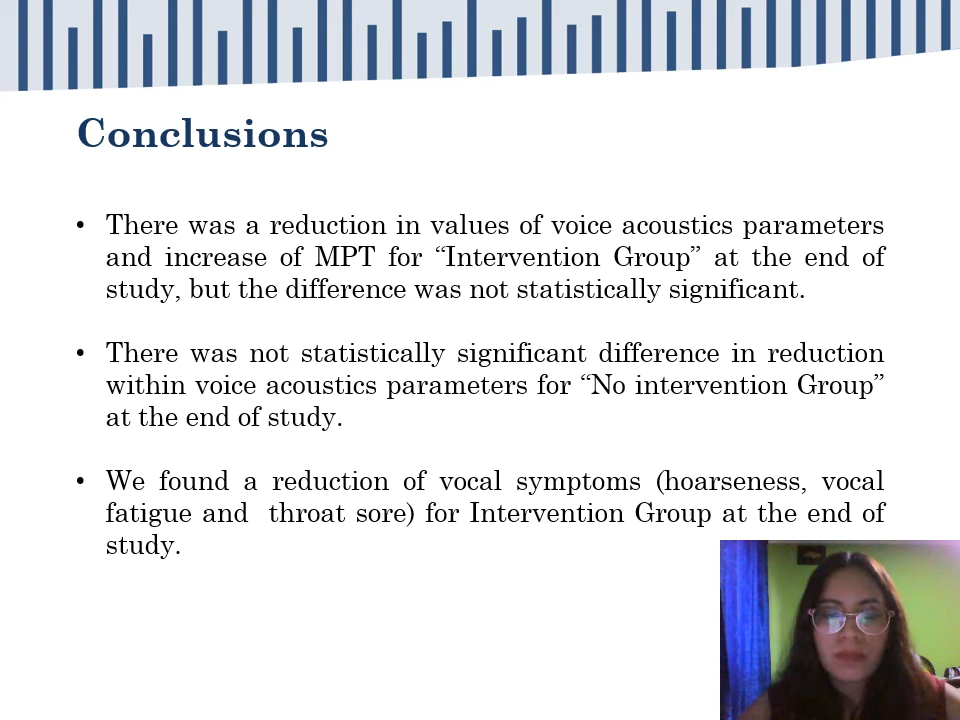 Conclusions
• There was a reduction in values of voice acoustics parameters
and increase of MPT for “Intervention Group” at the end of
study, but the difference was not statistically significant.
• There was not statistically significant difference in reduction
within voice acoustics parameters for “No intervention Group”
at the end of study.
• We found a reduction of vocal symptoms (hoarseness, vocal
fatigue and  throat sore) for Intervention Group at the end of
study.